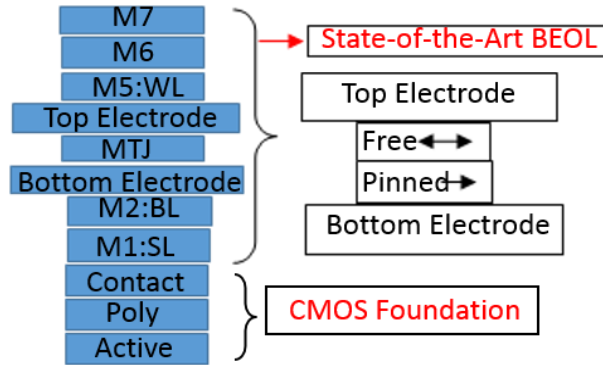 M7
M6
M5:WL
Top Electrode
MTJ
Bottom Electrode
M2:BL
M1:SL
Contact
Poly
Active
State-of-the-Art BEOL
Top Electrode
Free
Pinned
Bottom Electrode
CMOS Foundation